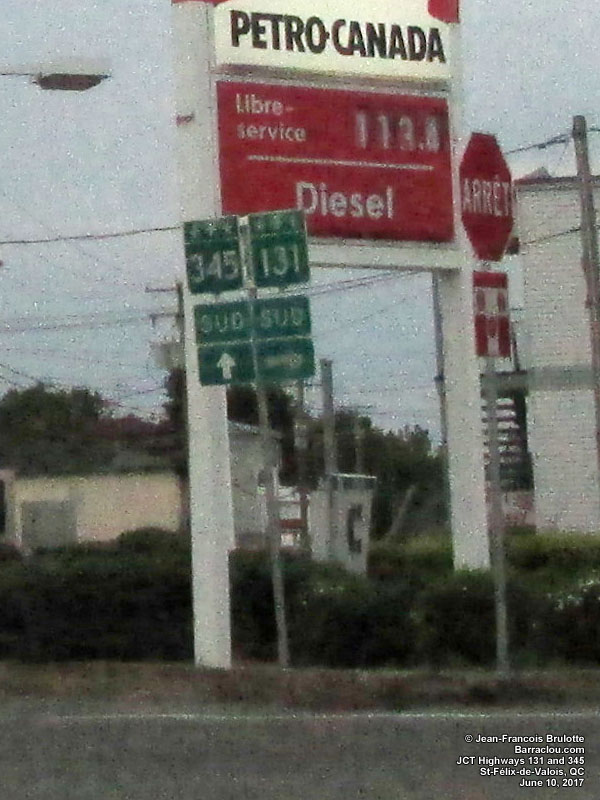 PETRO-CANADA
Libre-
service 113.
Diesel
ARRÊT
345 131
SUD SUD
© Jean-Francois Brulotte
Barraclou.com
JCT Highways 131 and 345
St-Félix-de-Valois, QC
June 10, 2017